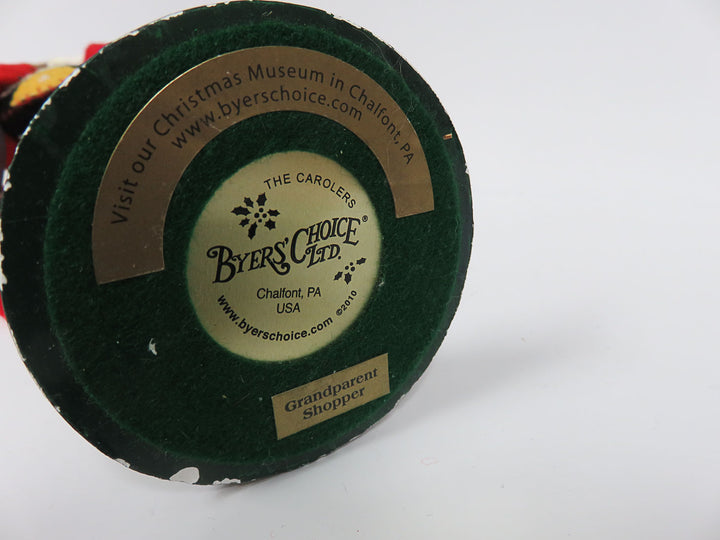 Visit our Christmas Museum in Chalfont, PA
www.byerschoice.com
THE CAROLERS
BYERS' CHOICE
LTD.®
Chalfont, PA
USA
www.byerschoice.com ©2010
Grandparent
Shopper